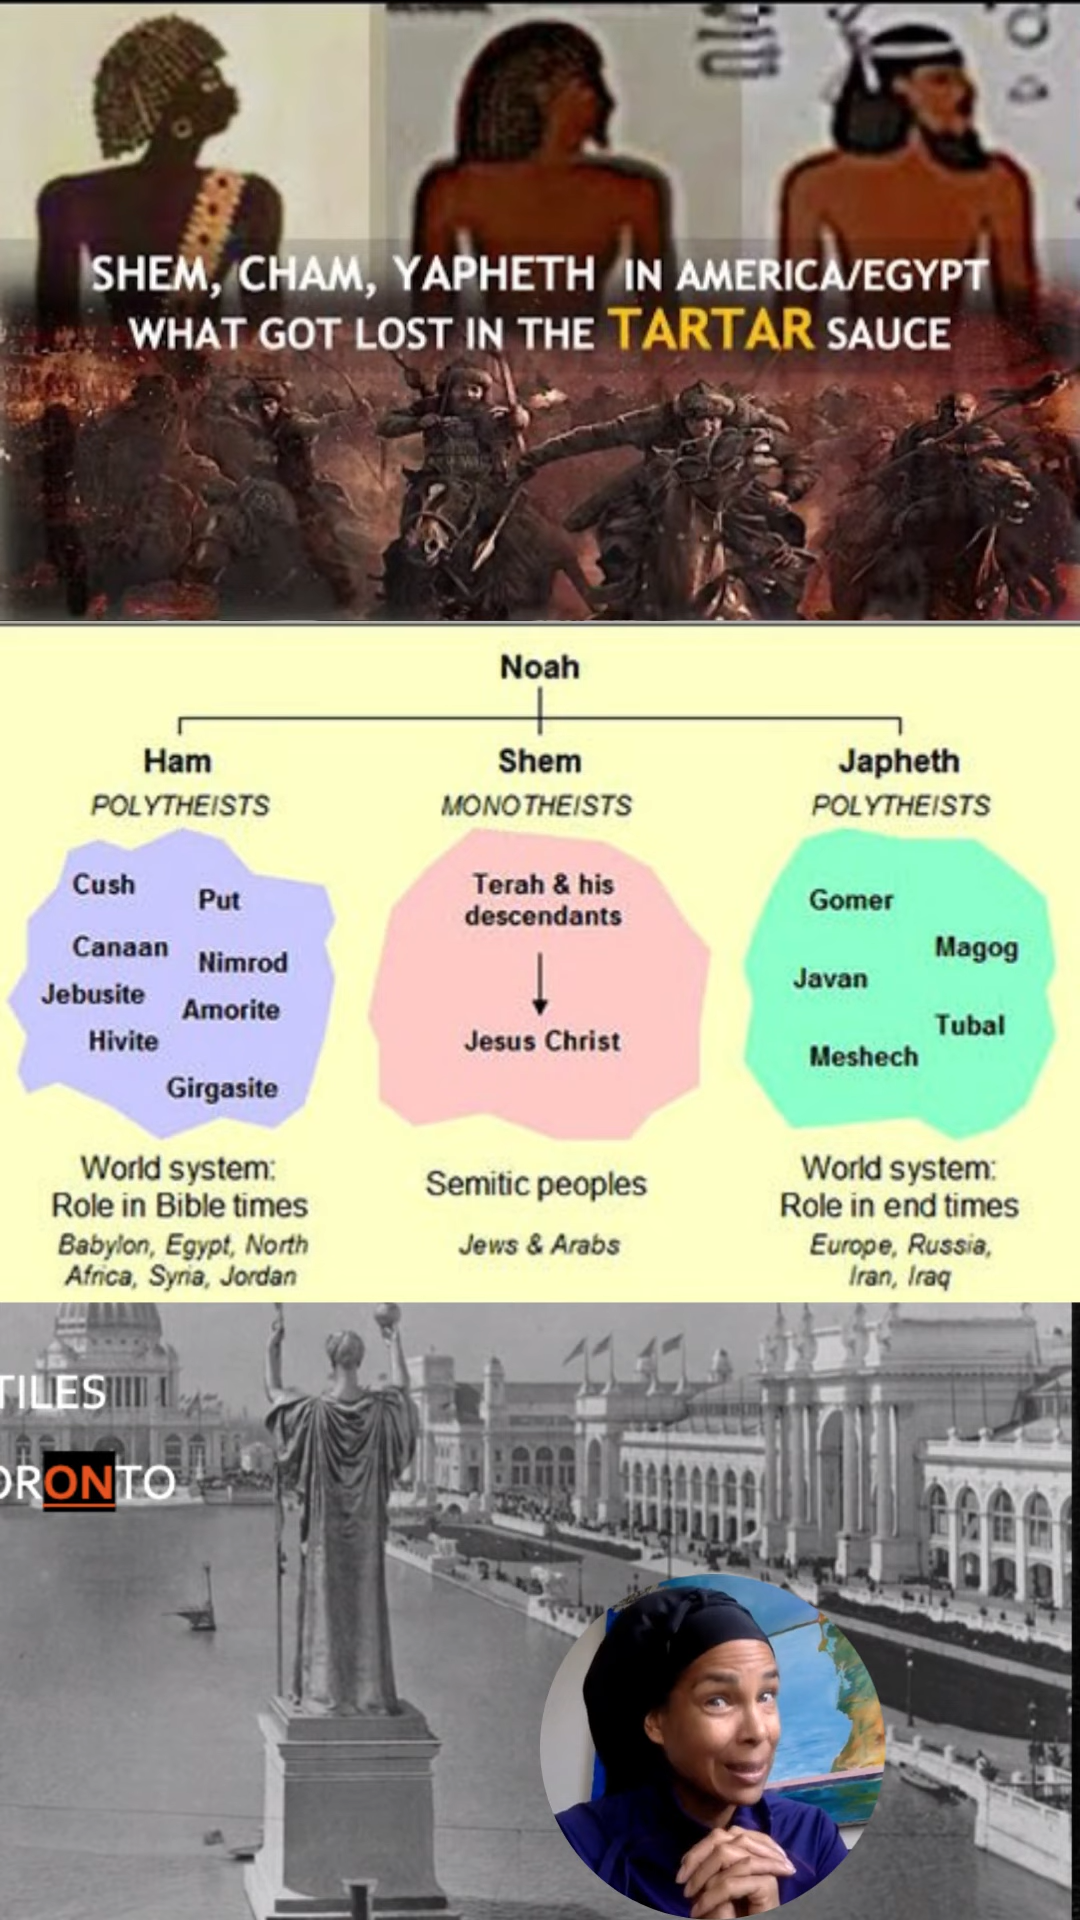 SHEM, CHAM, YAPHETH IN AMERICA/EGYPT
WHAT GOT LOST IN THE TARTAR SAUCE
Noah
Ham
Shem
Japheth
POLYTHEISTS
MONOTHEISTS
POLYTHEISTS
Cush
Put
Canaan
Nimrod
Jebusite
Amorite
Hivite
Girgasite
Terah & his
descendants
Jesus Christ
Gomer
Magog
Javan
Tubal
Meshech
World system:
Role in Bible times
Babylon, Egypt, North
Africa, Syria, Jordan
Semitic peoples
Jews & Arabs
World system:
Role in end times
Europe, Russia,
Iran, Iraq
TILES
ORONTO